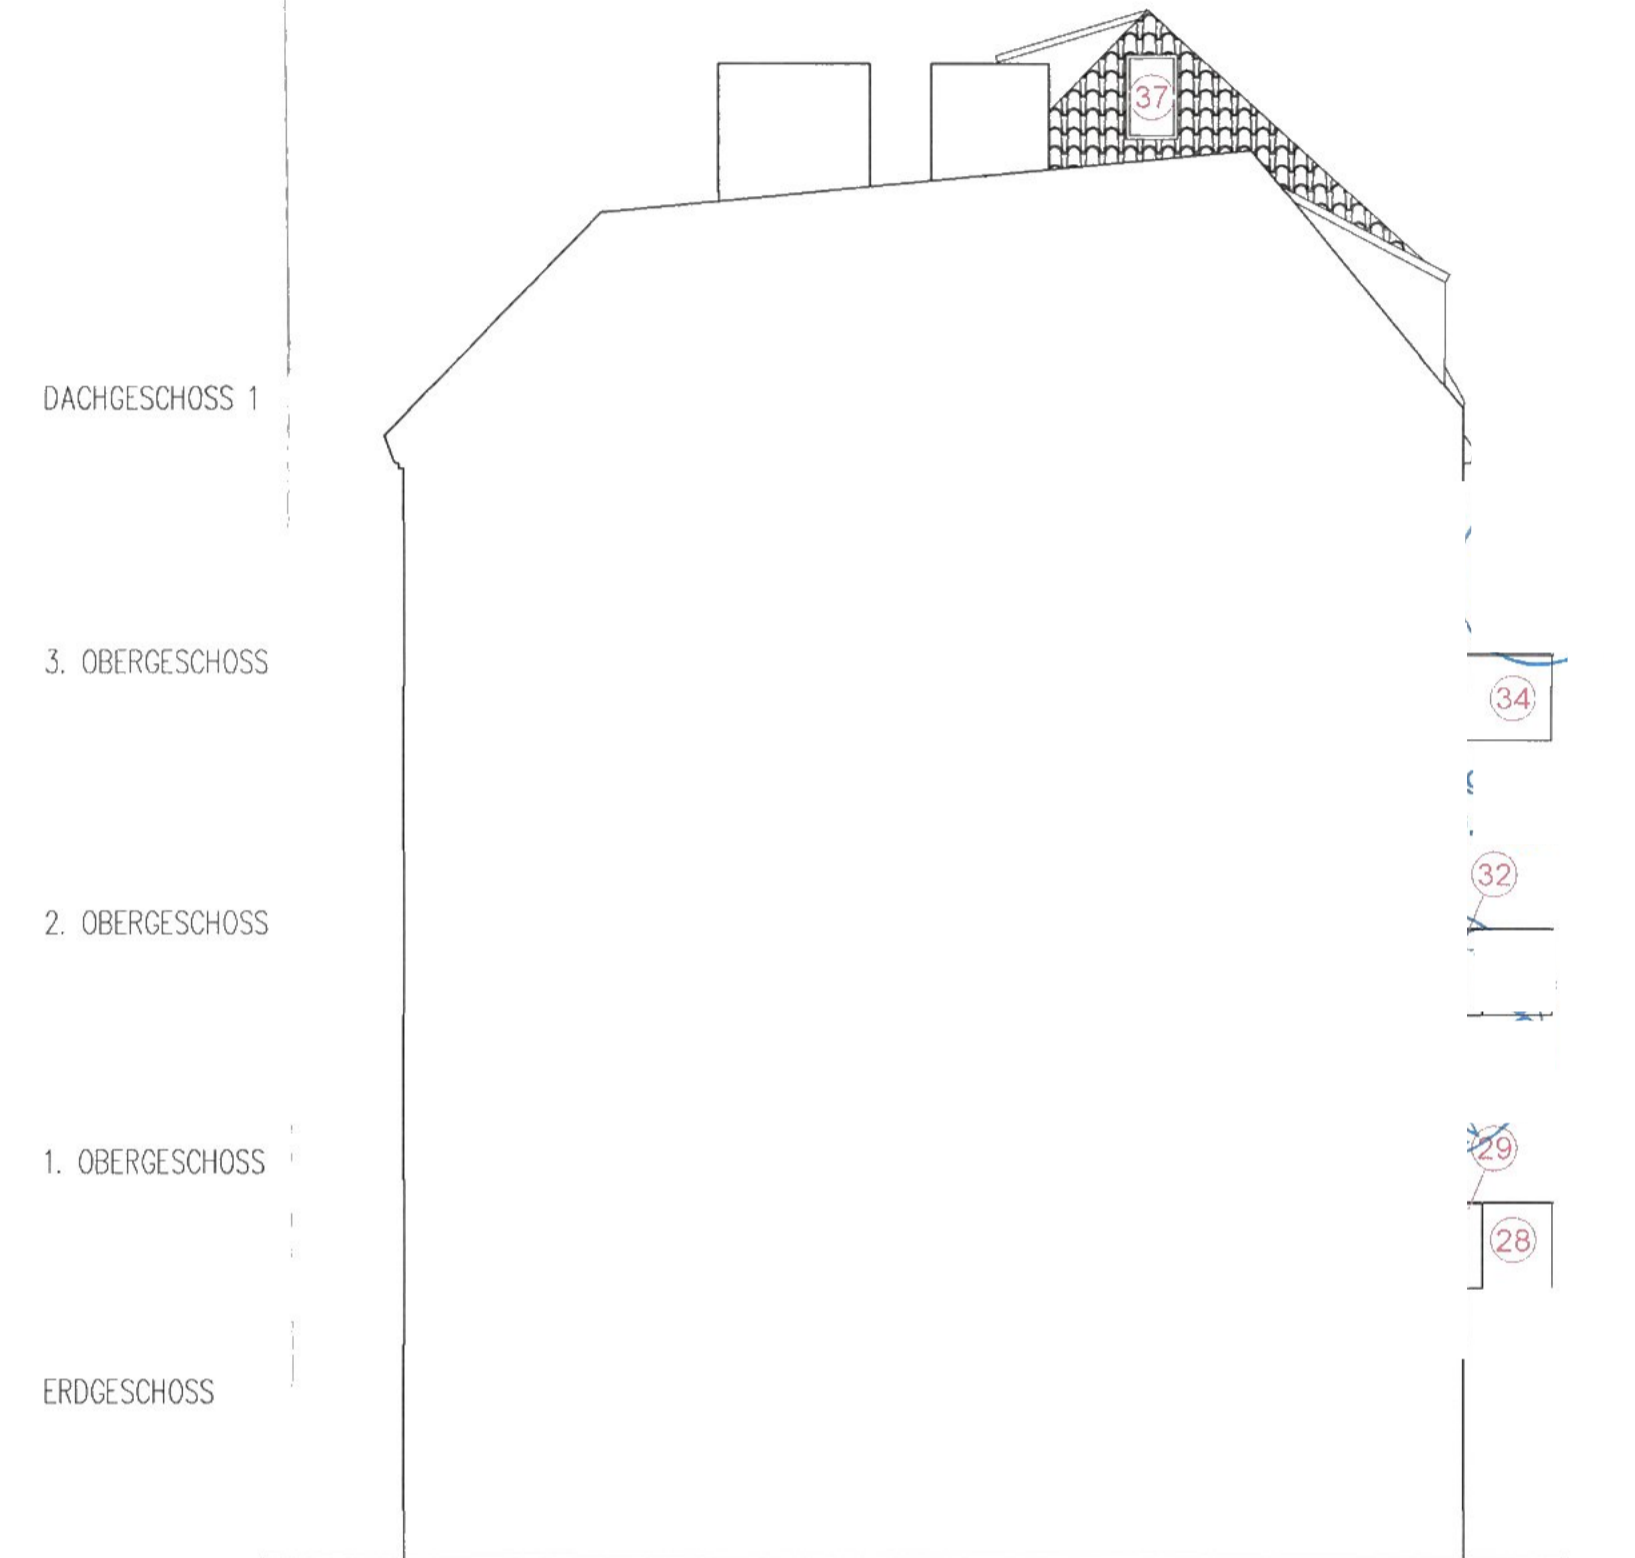 37
DACHGESCHOSS 1
3. OBERGESCHOSS
34
32
2. OBERGESCHOSS
29
1. OBERGESCHOSS
28
ERDGESCHOSS